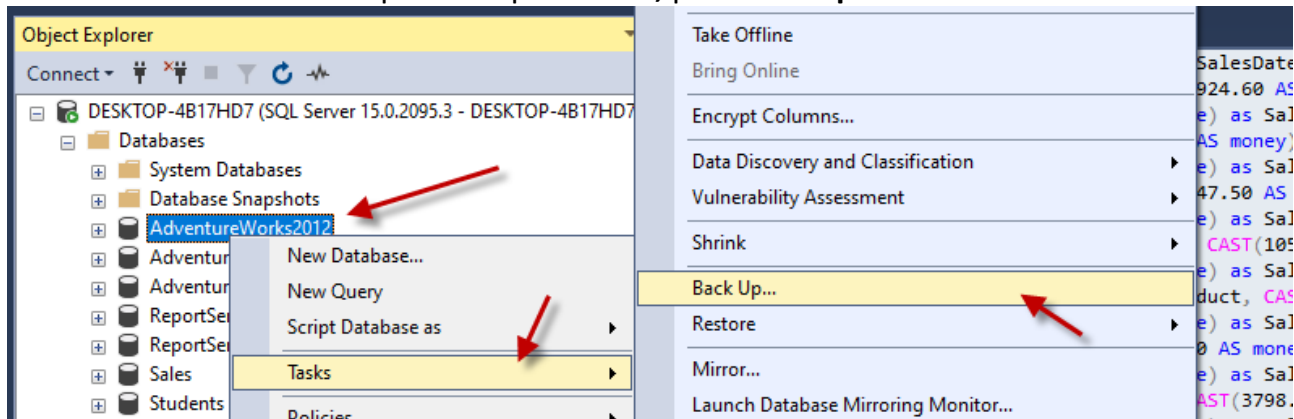 Object Explorer
Connect
DESKTOP-4B17HD7 (SQL Server 15.0.2095.3 - DESKTOP-4B17HD7
Databases
System Databases
Database Snapshots
AdventureWorks2012
Adventur
Adventur
ReportSer
ReportSer
Sales
Students
New Database...
New Query
Script Database as
Tasks
Policies
Take Offline
Bring Online
Encrypt Columns...
Data Discovery and Classification
Vulnerability Assessment
Shrink
Back Up...
Restore
Mirror...
Launch Database Mirroring Monitor...
SalesDate
924.60 AS
e) as Sal
AS money)
e) as Sal
47.50 AS
e) as Sal
CAST(105
e) as Sal
duct, CAS
e) as Sal
0 AS mone
e) as Sal
AST(3798.